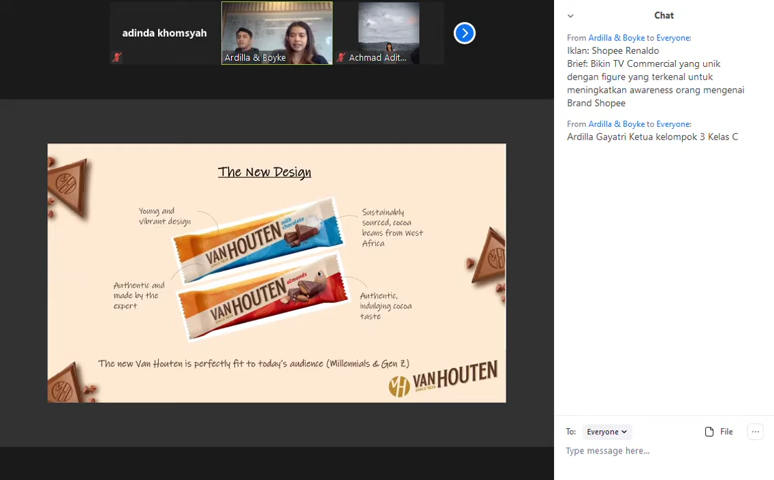 adinda khomsyah
Ardilla & Boyke
Achmad Adit...
The New Design
Young and
Vibrant design
Sustainably
sourced, cocoa
beans from West
Africa
VAN HOUTEN
milk
chocolate
Authentic and
made by the
expert
VAN HOUTEN
almonds
Authentic,
indulging cocoa
taste
The new Van Houten is perfectly fit to today's audience (Millennials & Gen Z)
VH VAN HOUTEN
Chat
From Ardilla & Boyke to Everyone:
Iklan: Shopee Renaldo
Brief: Bikin TV Commercial yang unik
dengan figure yang terkenal untuk
meningkatkan awareness orang mengenai
Brand Shopee
From Ardilla & Boyke to Everyone:
Ardilla Gayatri Ketua kelompok 3 Kelas C
To: Everyone File ...
Type message here...